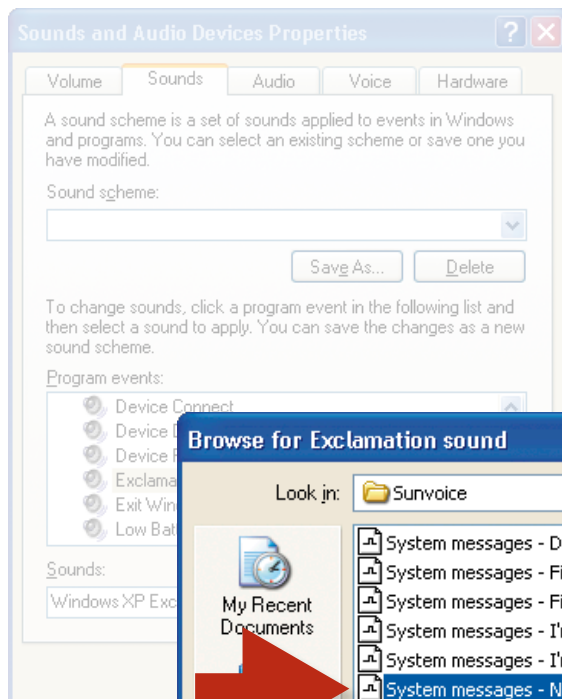 Sounds and Audio Devices Properties
Volume Sounds Audio Voice Hardware
A sound scheme is a set of sounds applied to events in Windows
and programs. You can select an existing scheme or save one you
have modified.
Sound scheme:
Save As... Delete
To change sounds, click a program event in the following list and
then select a sound to apply. You can save the changes as a new
sound scheme.
Program events:
Device Connect
Device
Device
Exclama
Exit Win
Low Bat
Sounds:
Windows XP Exc
Browse for Exclamation sound
Look in: Sunvoice
My Recent
Documents
System messages - D
System messages - Fi
System messages - Fi
System messages - I'
System messages - I'
System messages - N